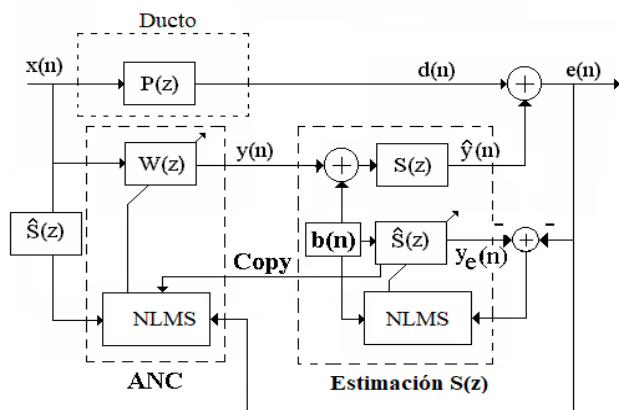 Ducto
x(n)
P(z)
d(n)
e(n)
W(z)
y(n)
S(z)
ŷ(n)
Ŝ(z)
b(n)
Ŝ(z)
yₑ(n)
Copy
NLMS
NLMS
ANC
Estimación S(z)